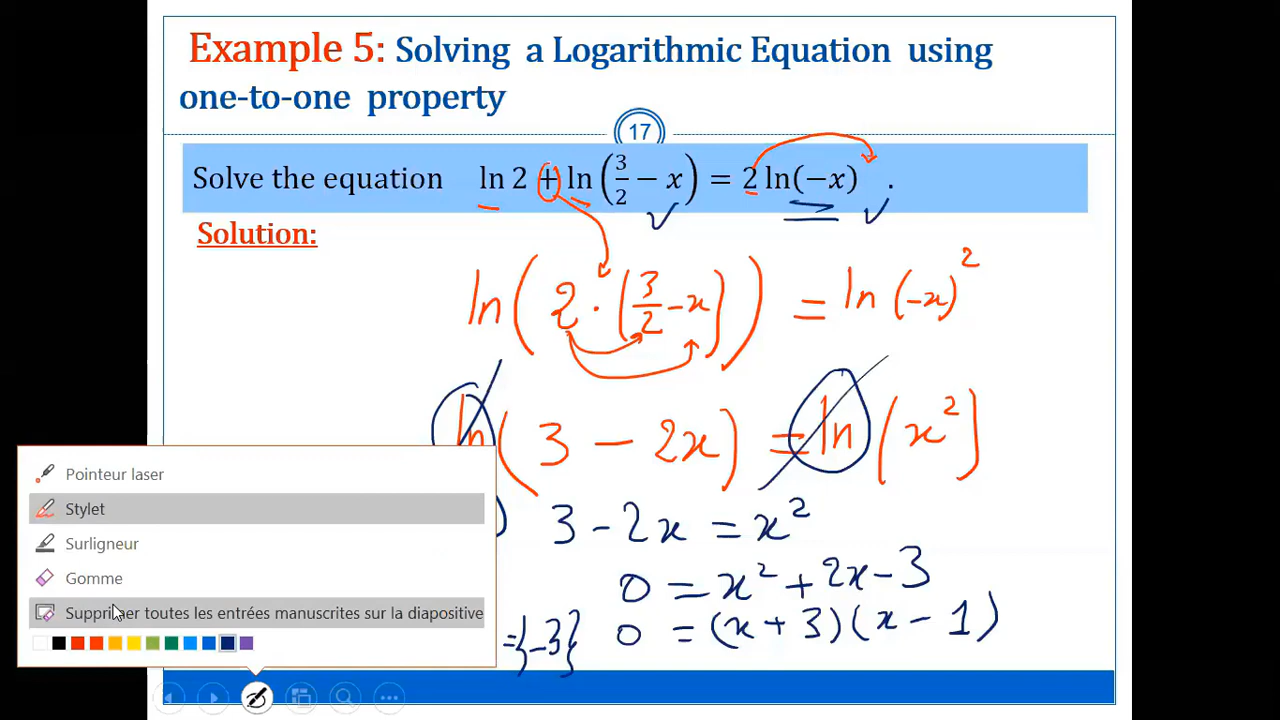 Example 5: Solving a Logarithmic Equation using
one-to-one property
17
Solve the equation ln 2 + ln(3/2 − x) = 2 ln(−x) .
Solution:
ln(2 · (3/2 − x)) = ln(−x)²
ln(3 − 2x) = ln(x²)
3 − 2x = x²
0 = x² + 2x − 3
0 = (x + 3)(x − 1)
={−3}
Pointeur laser
Stylet
Surligneur
Gomme
Supprimer toutes les entrées manuscrites sur la diapositive